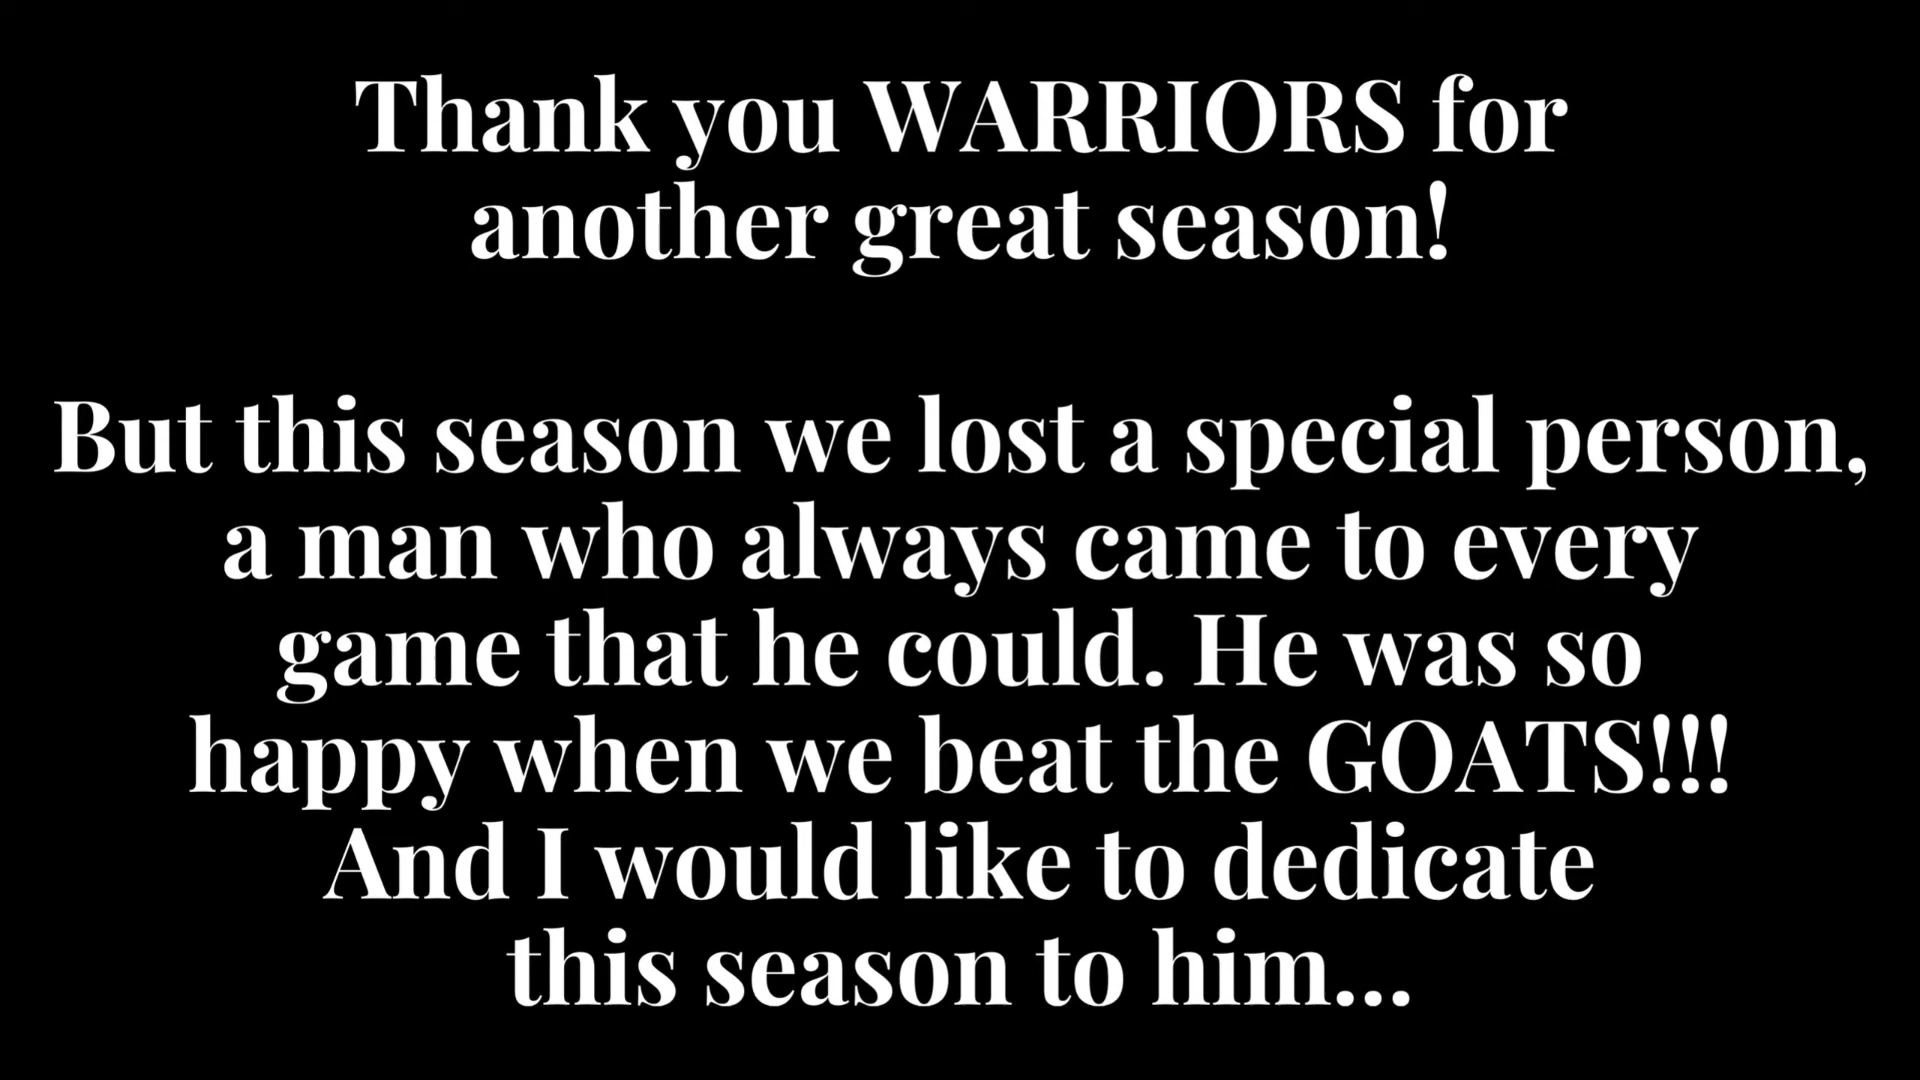 Thank you WARRIORS for
another great season!
But this season we lost a special person,
a man who always came to every
game that he could. He was so
happy when we beat the GOATS!!!
And I would like to dedicate
this season to him...